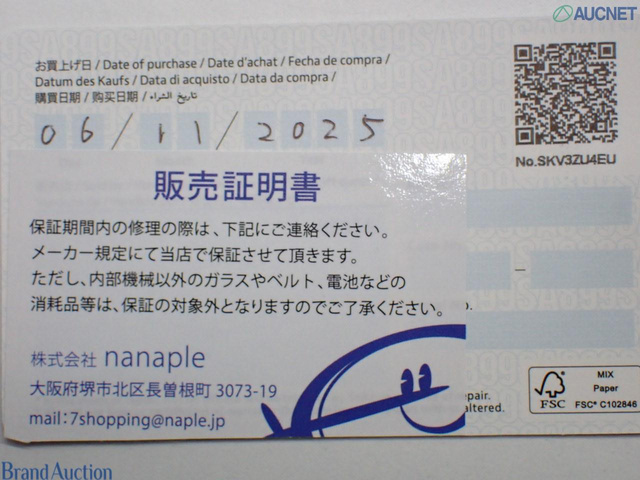 AUCNET
お買上げ日 / Date of purchase / Date d'achat / Fecha de compra /
Datum des Kaufs / Data di acquisto / Data da compra /
購買日期 / 购买日期 / تاريخ الشراء
06/11/2025
No.SKV3ZU4EU
販売証明書
保証期間内の修理の際は、下記にご連絡ください。
メーカー規定にて当店で保証させて頂きます。
ただし、内部機械以外のガラスやベルト、電池などの
消耗品等は、保証の対象外となりますのでご了承ください。
株式会社 nanaple
大阪府堺市北区長曽根町 3073-19
mail:7shopping@naple.jp
epair.
altered.
FSC
MIX
Paper
FSC® C102846
Brand Auction